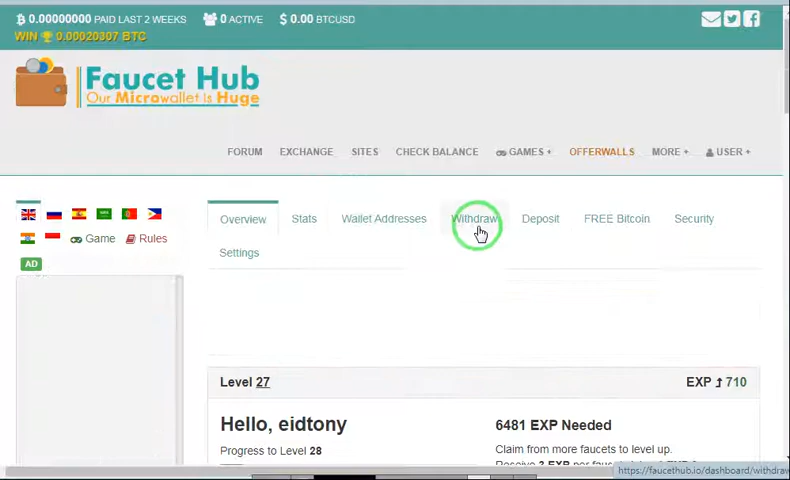 0.00000000 PAID LAST 2 WEEKS 0 ACTIVE $ 0.00 BTCUSD
WIN 0.00020307 BTC
Faucet Hub
Our Microwallet is Huge
FORUM EXCHANGE SITES CHECK BALANCE GAMES + OFFERWALLS MORE + USER +
Overview Stats Wallet Addresses Withdraw Deposit FREE Bitcoin Security
Settings
Game Rules
AD
Level 27 EXP 710
Hello, eidtony 6481 EXP Needed
Progress to Level 28 Claim from more faucets to level up.
https://faucethub.io/dashboard/withdraw